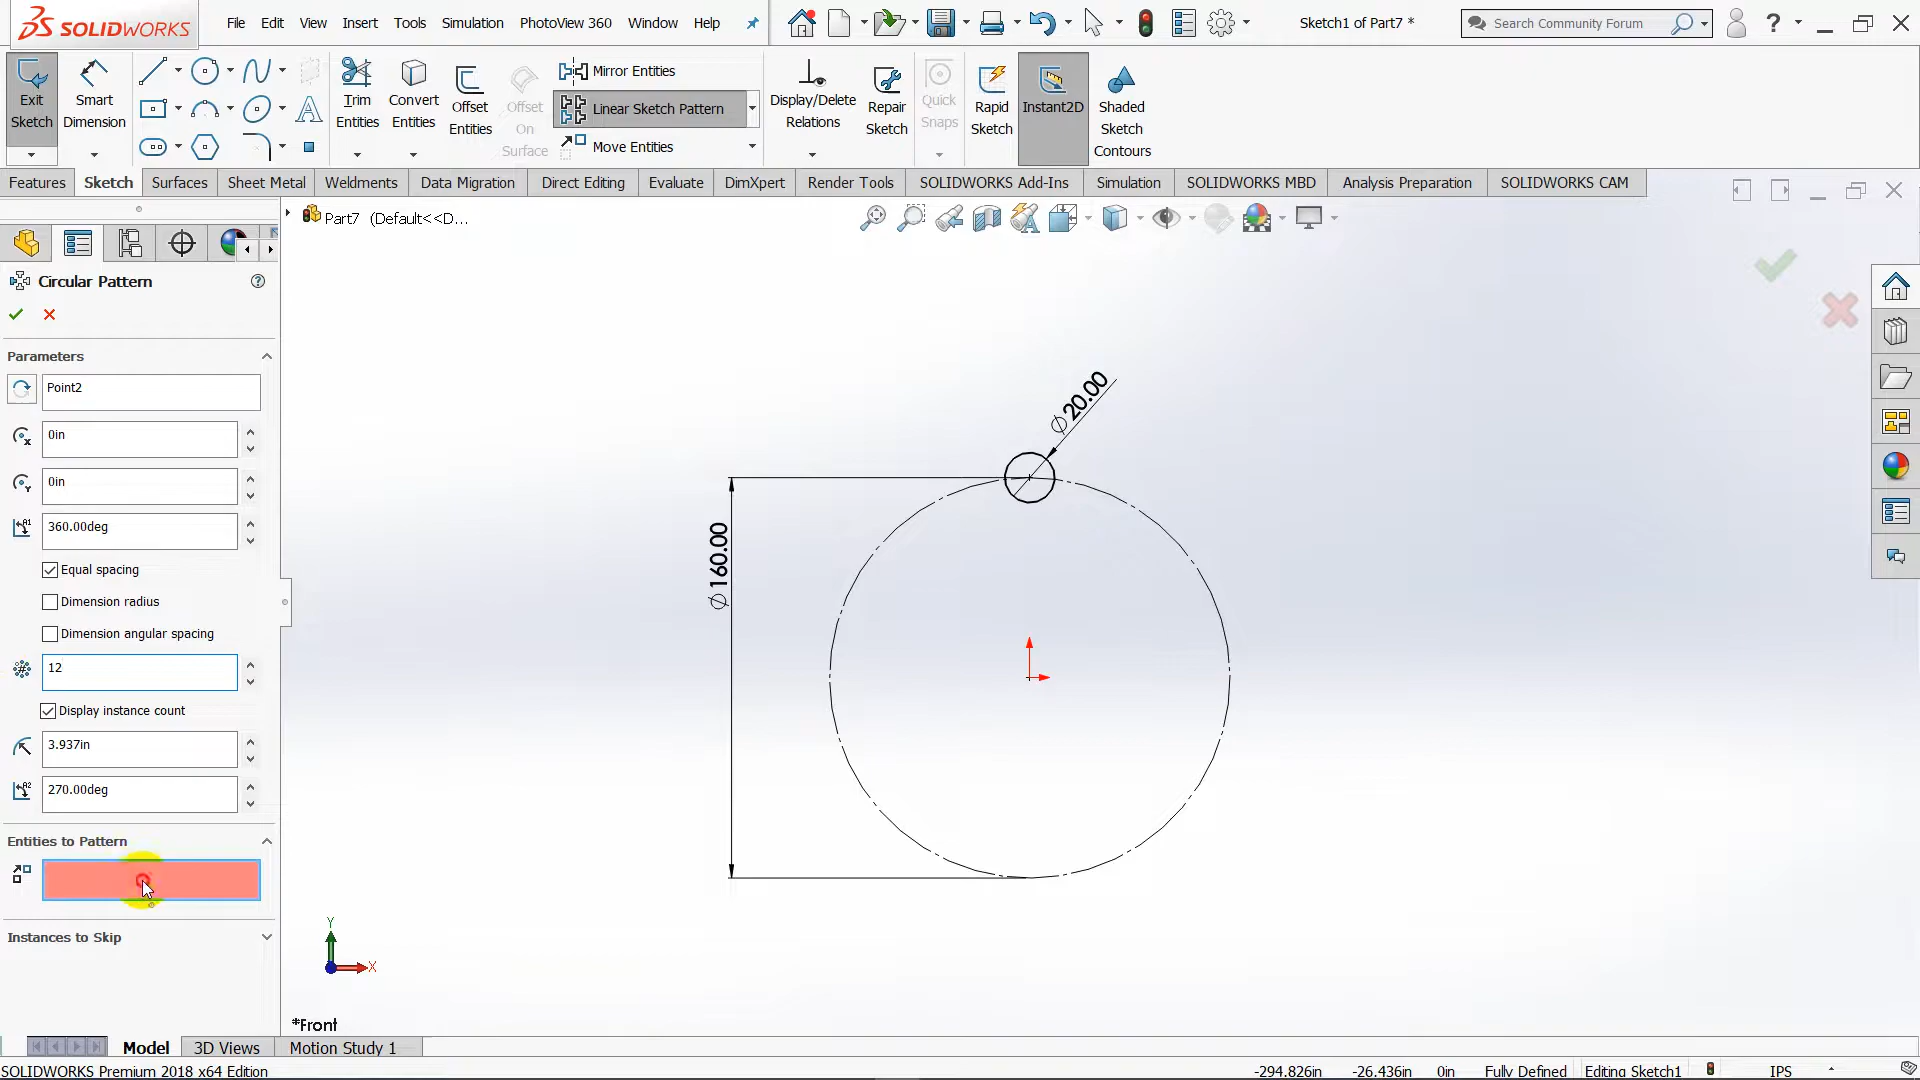 SOLIDWORKS
File Edit View Insert Tools Simulation PhotoView 360 Window Help
Sketch1 of Part7 *
Search Community Forum
Exit Sketch
Smart Dimension
Trim Entities
Convert Entities
Offset Entities
Offset On Surface
Mirror Entities
Linear Sketch Pattern
Move Entities
Display/Delete Relations
Repair Sketch
Quick Snaps
Rapid Sketch
Instant2D
Shaded Sketch Contours
Features Sketch Surfaces Sheet Metal Weldments Data Migration Direct Editing Evaluate DimXpert Render Tools SOLIDWORKS Add-Ins Simulation SOLIDWORKS MBD Analysis Preparation SOLIDWORKS CAM
Part7 (Default<<D...
Circular Pattern
Parameters
Point2
0in
0in
360.00deg
Equal spacing
Dimension radius
Dimension angular spacing
12
Display instance count
3.937in
270.00deg
Entities to Pattern
Instances to Skip
∅20.00
∅160.00
Y
X
*Front
Model 3D Views Motion Study 1
SOLIDWORKS Premium 2018 x64 Edition
-294.826in -26.436in 0in Fully Defined Editing Sketch1 IPS